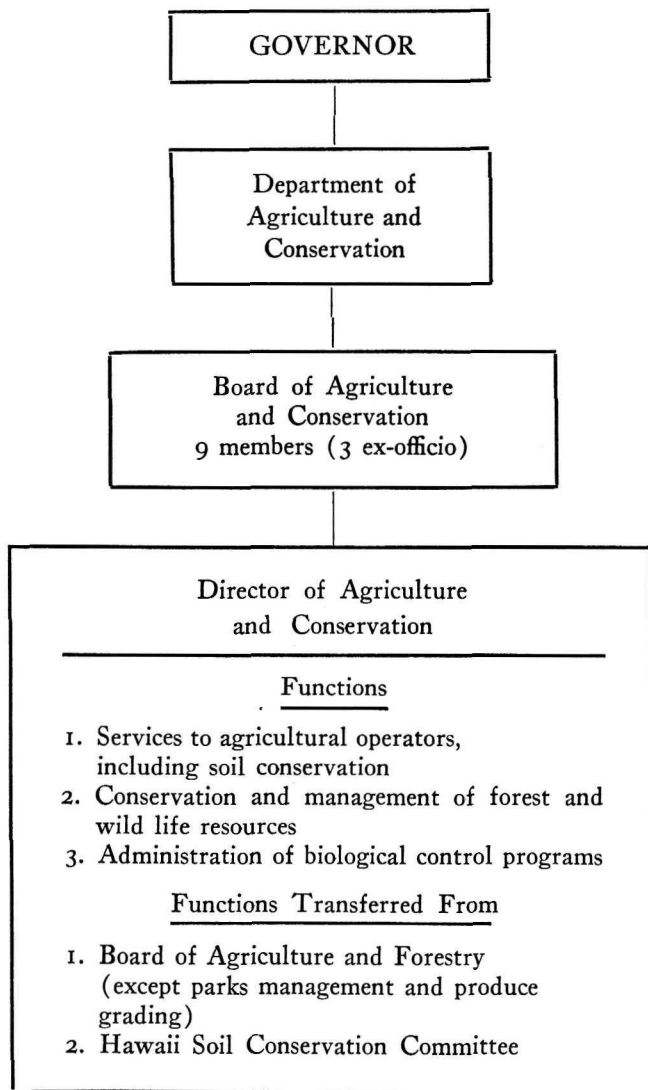 GOVERNOR
Department of
Agriculture and
Conservation
Board of Agriculture
and Conservation
9 members (3 ex-officio)
Director of Agriculture
and Conservation
Functions
1. Services to agricultural operators,
including soil conservation
2. Conservation and management of forest and
wild life resources
3. Administration of biological control programs
Functions Transferred From
1. Board of Agriculture and Forestry
(except parks management and produce
grading)
2. Hawaii Soil Conservation Committee